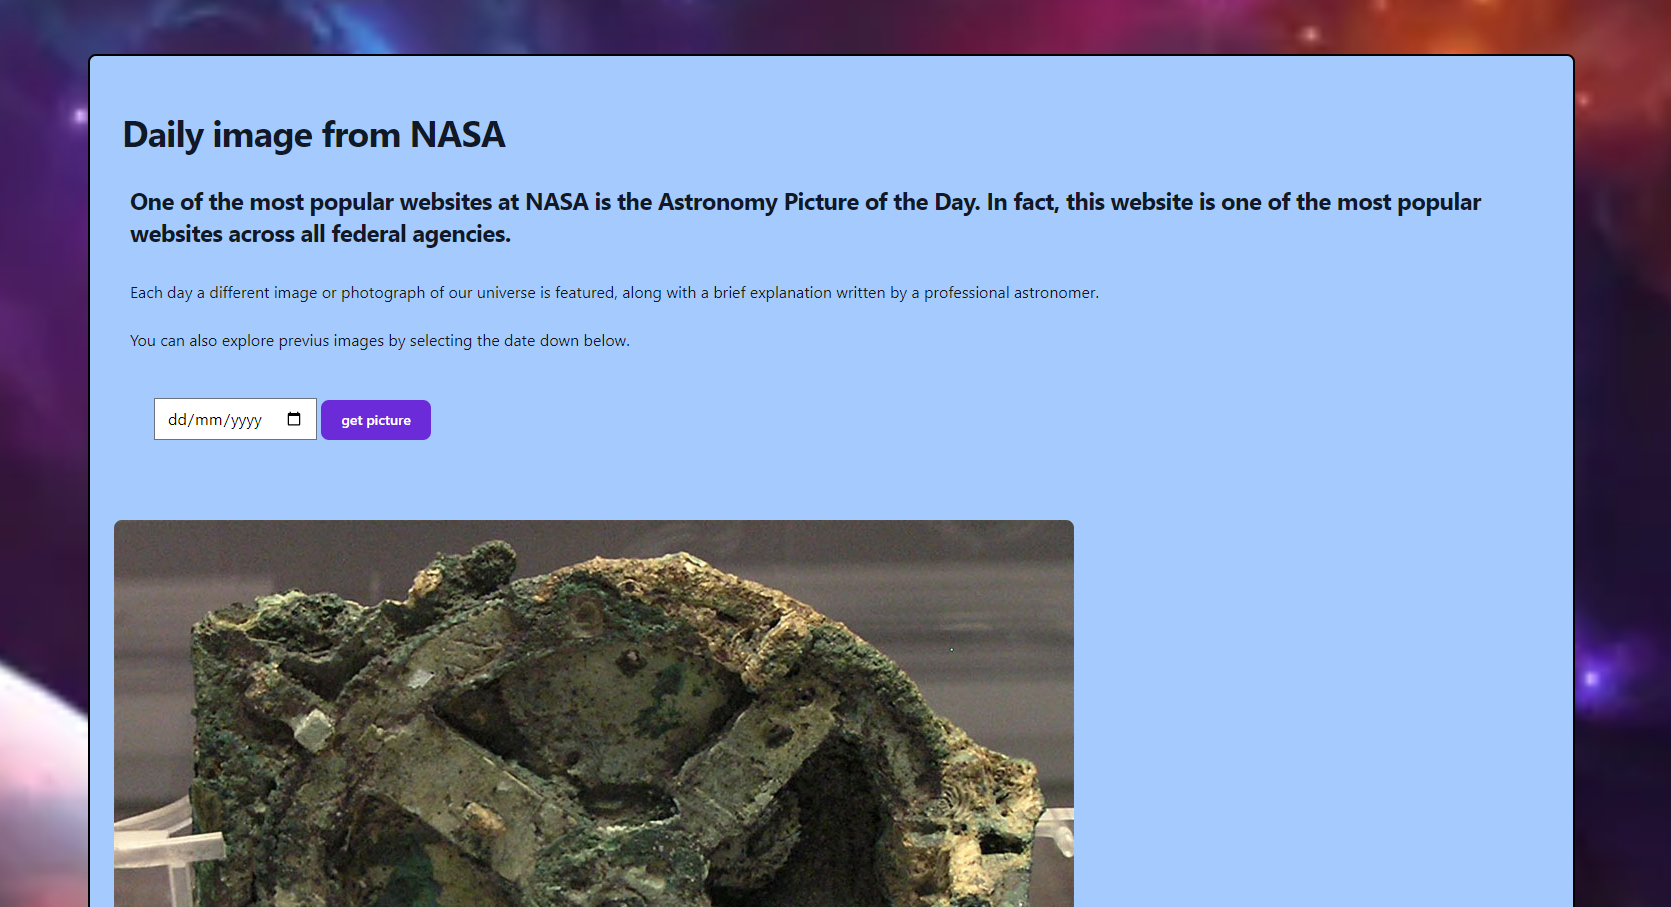 Daily image from NASA
One of the most popular websites at NASA is the Astronomy Picture of the Day. In fact, this website is one of the most popular
websites across all federal agencies.
Each day a different image or photograph of our universe is featured, along with a brief explanation written by a professional astronomer.
You can also explore previus images by selecting the date down below.
dd/mm/yyyy get picture